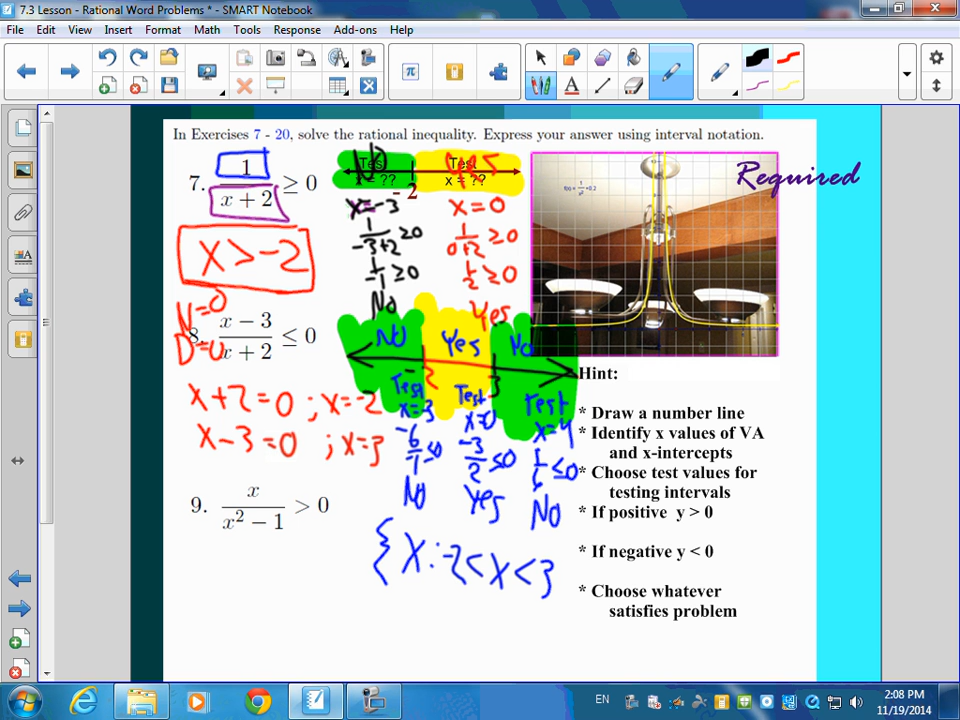 7.3 Lesson - Rational Word Problems * - SMART Notebook
File Edit View Insert Format Math Tools Response Add-ons Help
In Exercises 7 - 20, solve the rational inequality. Express your answer using interval notation.
7. 1 / x + 2 ≥ 0
x > -2
No Yes
Test Test
x = ?? x = ??
-2
x=-3 x=0
1/-3+2 ≥0 1/0+2 ≥0
1/-1 ≥0 1/2 ≥0
No Yes
Required
N=0
D=0
8. x − 3 / x + 2 ≤ 0
x+2=0 ; x=-2
x-3=0 ; x=3
No Yes No
-2 3
Test Test Test
x=-3 x=0 x=4
-6/-1 ≤0 -3/2 ≤0 1/6 ≤0
No Yes No
{ x: -2 < x < 3
9. x / x² − 1 > 0
Hint:
* Draw a number line
* Identify x values of VA
and x-intercepts
* Choose test values for
testing intervals
* If positive y > 0
* If negative y < 0
* Choose whatever
satisfies problem
EN
2:08 PM
11/19/2014